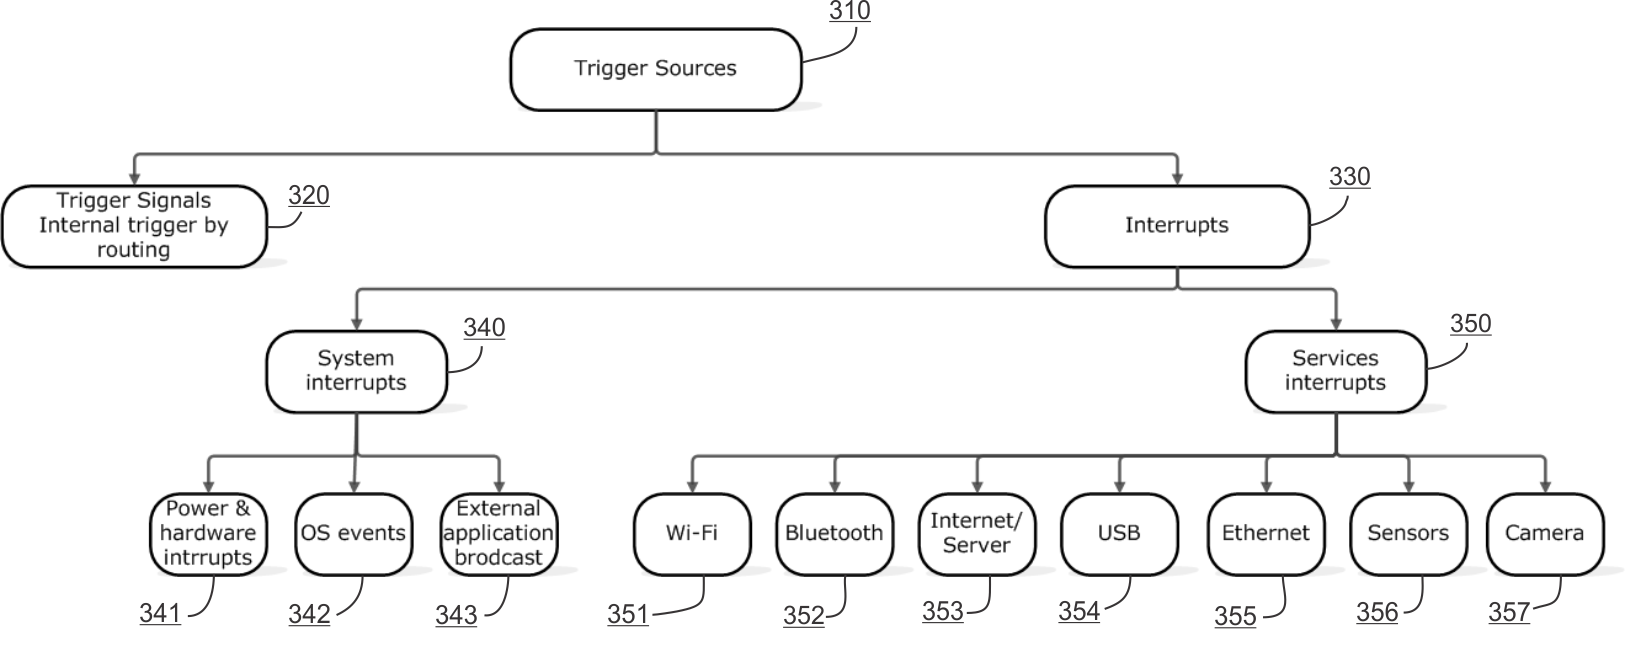 310
Trigger Sources
320
Trigger Signals
Internal trigger by
routing
330
Interrupts
340
System
interrupts
350
Services
interrupts
Power &
hardware
intrrupts
OS events
External
application
brodcast
Wi-Fi
Bluetooth
Internet/
Server
USB
Ethernet
Sensors
Camera
341
342
343
351
352
353
354
355
356
357